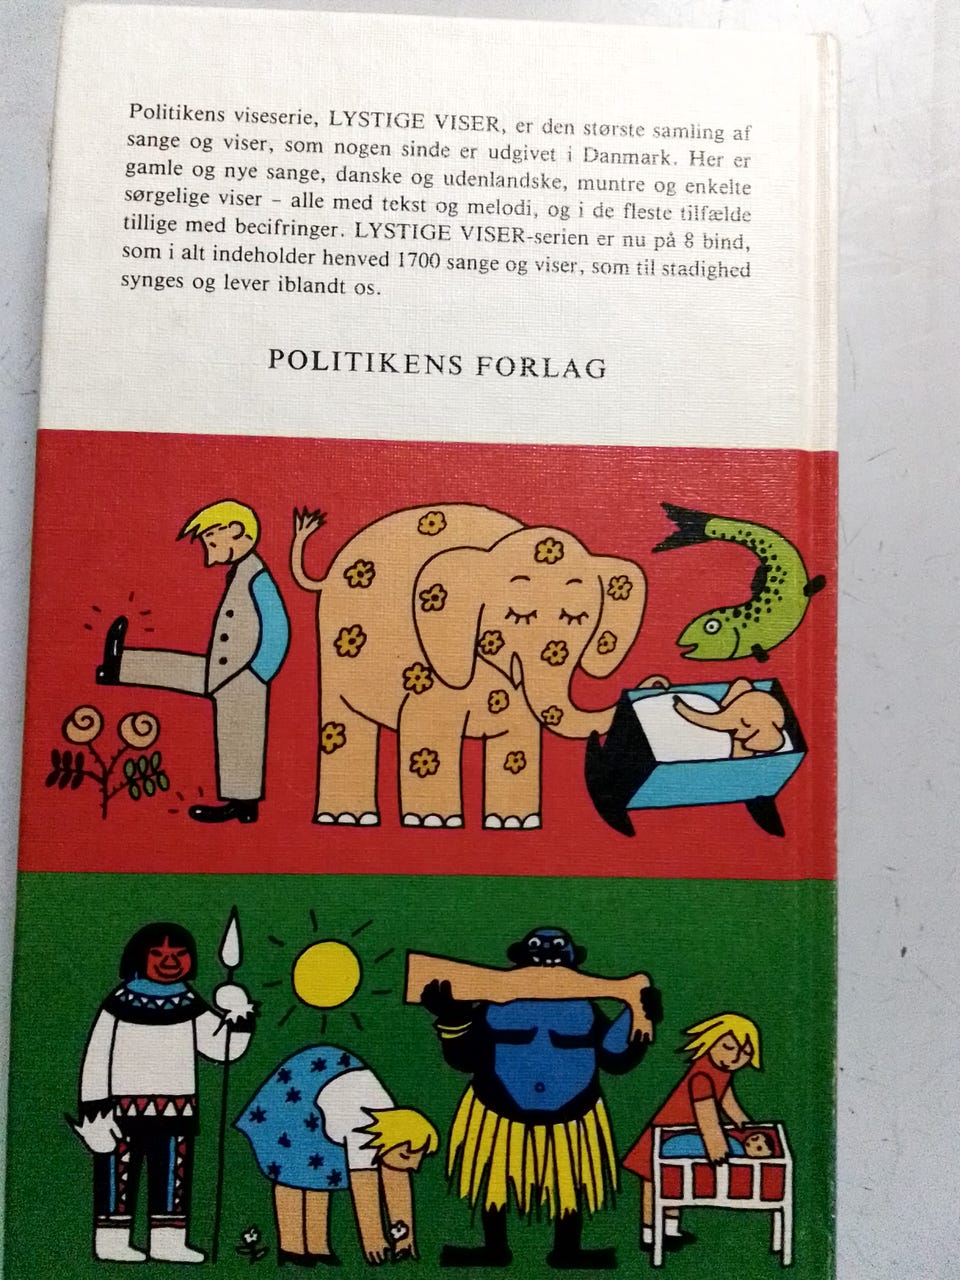 Politikens viseserie, LYSTIGE VISER, er den største samling af
sange og viser, som nogen sinde er udgivet i Danmark. Her er
gamle og nye sange, danske og udenlandske, muntre og enkelte
sørgelige viser – alle med tekst og melodi, og i de fleste tilfælde
tillige med becifringer. LYSTIGE VISER-serien er nu på 8 bind,
som i alt indeholder henved 1700 sange og viser, som til stadighed
synges og lever iblandt os.
POLITIKENS FORLAG